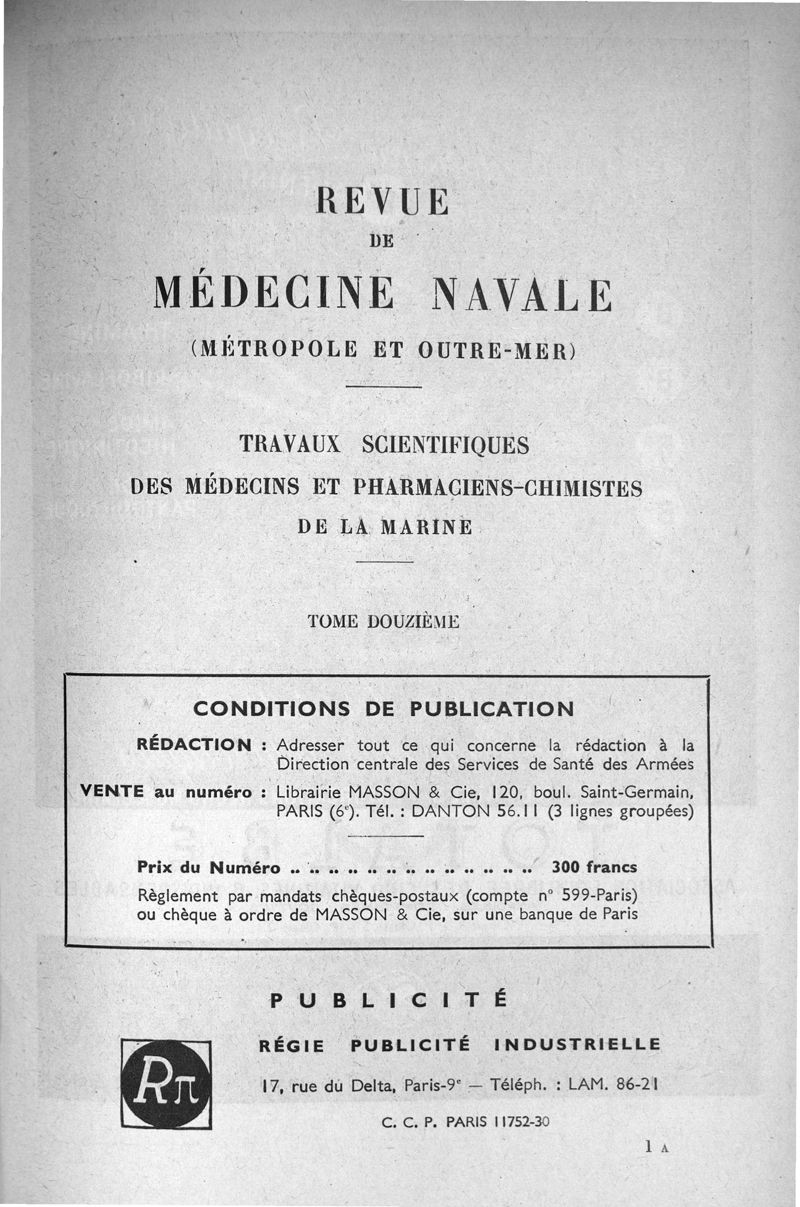 REVUE
DE
MÉDECINE NAVALE
(MÉTROPOLE ET OUTRE-MER)
TRAVAUX SCIENTIFIQUES
DES MÉDECINS ET PHARMACIENS-CHIMISTES
DE LA MARINE
TOME DOUZIÈME
CONDITIONS DE PUBLICATION
RÉDACTION : Adresser tout ce qui concerne la rédaction à la
Direction centrale des Services de Santé des Armées
VENTE au numéro : Librairie MASSON & Cie, 120, boul. Saint-Germain,
PARIS (6e). Tél. : DANTON 56.11 (3 lignes groupées)
Prix du Numéro .. .. .. .. .. .. .. .. .. .. .. .. .. 300 francs
Règlement par mandats chèques-postaux (compte n° 599-Paris)
ou chèque à ordre de MASSON & Cie, sur une banque de Paris
PUBLICITÉ
RÉGIE PUBLICITÉ INDUSTRIELLE
17, rue du Delta, Paris-9e — Téléph. : LAM. 86-21
C. C. P. PARIS 11752-30
Rπ
1 A